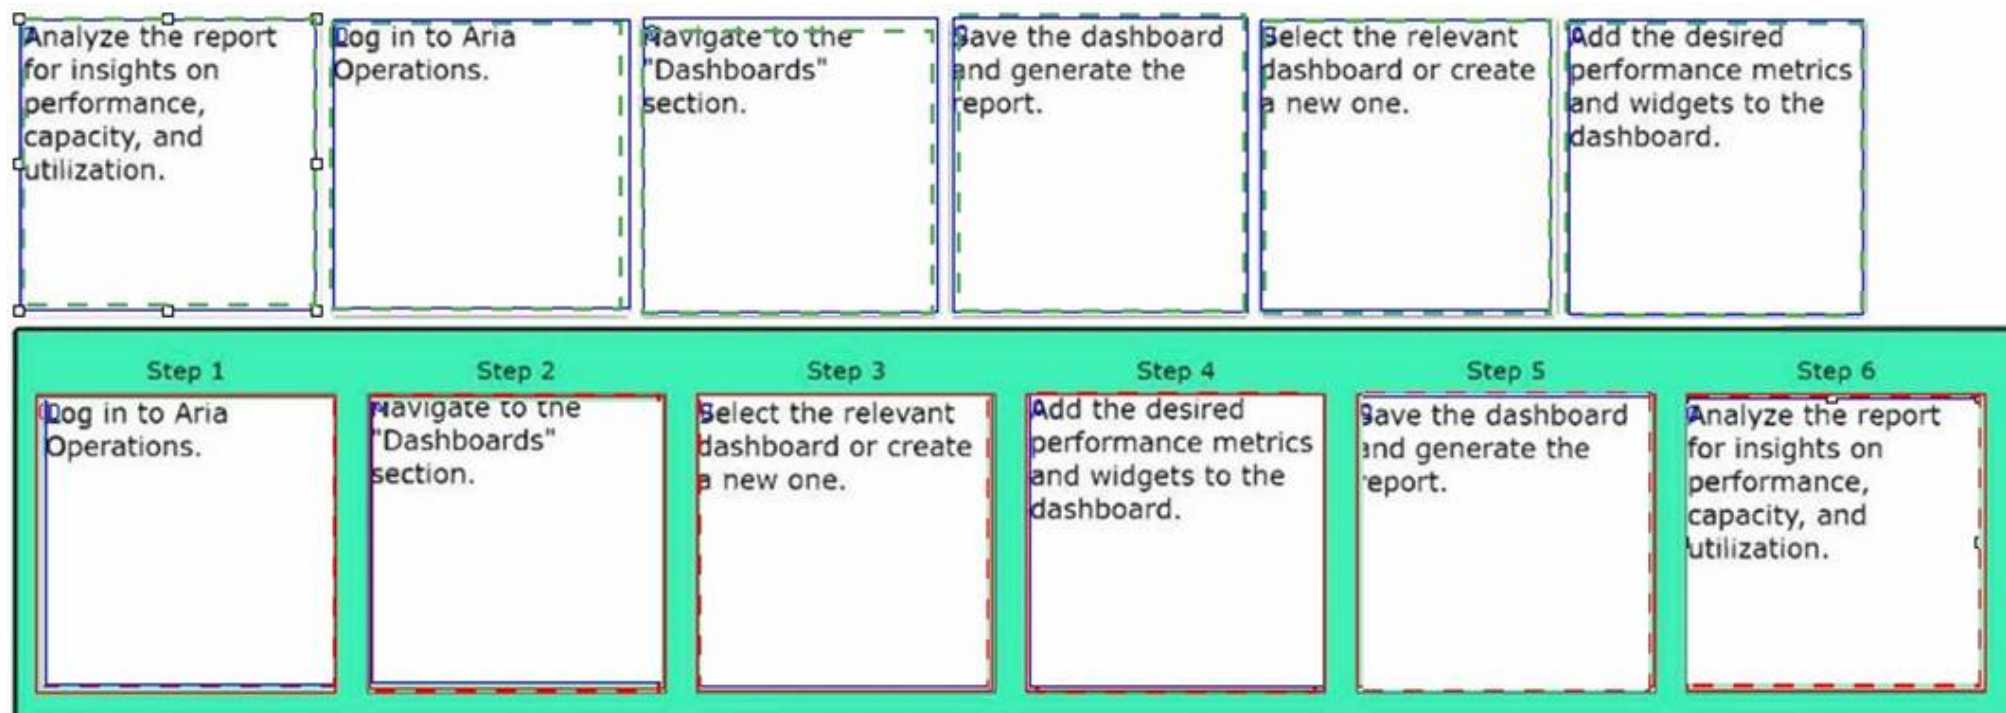 Analyze the report
for insights on
performance,
capacity, and
utilization.
Log in to Aria
Operations.
Navigate to the
"Dashboards"
section.
Save the dashboard
and generate the
report.
Select the relevant
dashboard or create
a new one.
Add the desired
performance metrics
and widgets to the
dashboard.
Step 1
Step 2
Step 3
Step 4
Step 5
Step 6
Log in to Aria
Operations.
Navigate to the
"Dashboards"
section.
Select the relevant
dashboard or create
a new one.
Add the desired
performance metrics
and widgets to the
dashboard.
Save the dashboard
and generate the
report.
Analyze the report
for insights on
performance,
capacity, and
utilization.